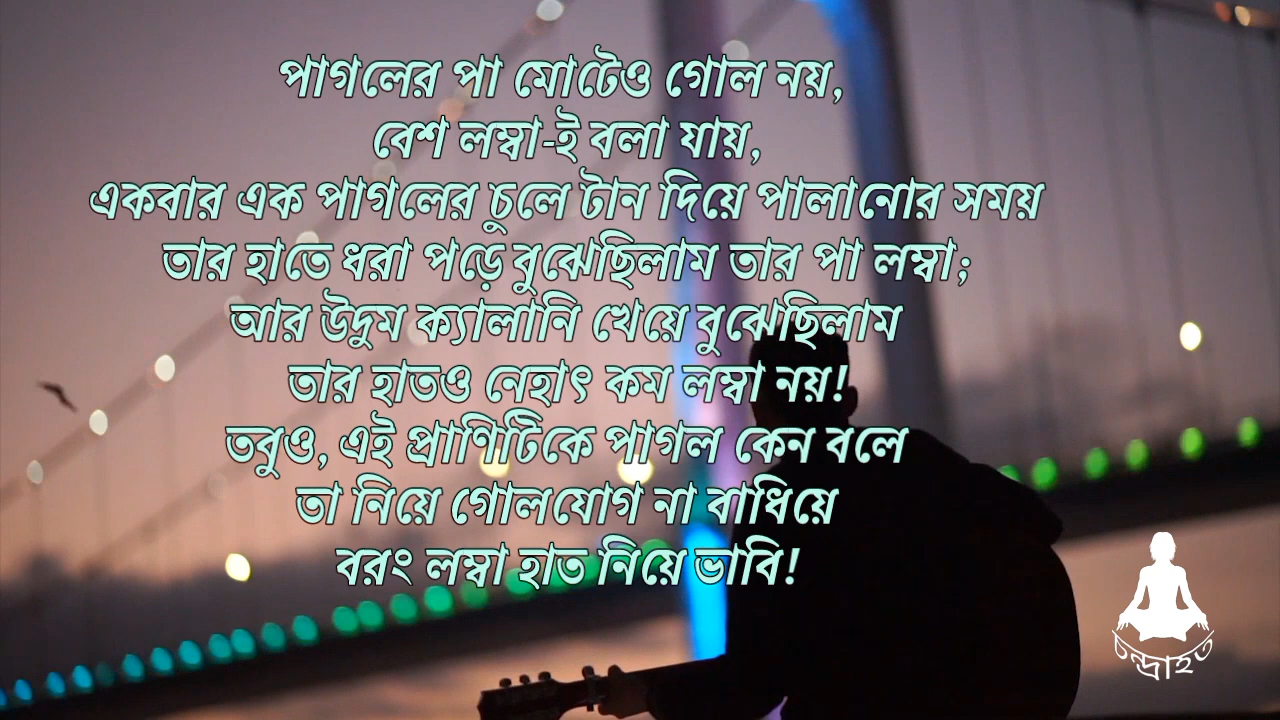 পাগলের পা মোটেও গোল নয়,
বেশ লম্বা-ই বলা যায়,
একবার এক পাগলের চুলে টান দিয়ে পালানোর সময়
তার হাতে ধরা পড়ে বুঝেছিলাম তার পা লম্বা;
আর উদুম ক্যালানি খেয়ে বুঝেছিলাম
তার হাতও নেহাৎ কম লম্বা নয়!
তবুও, এই প্রাণিটিকে পাগল কেন বলে
তা নিয়ে গোলযোগ না বাধিয়ে
বরং লম্বা হাত নিয়ে ভাবি!
চন্দ্রাহত